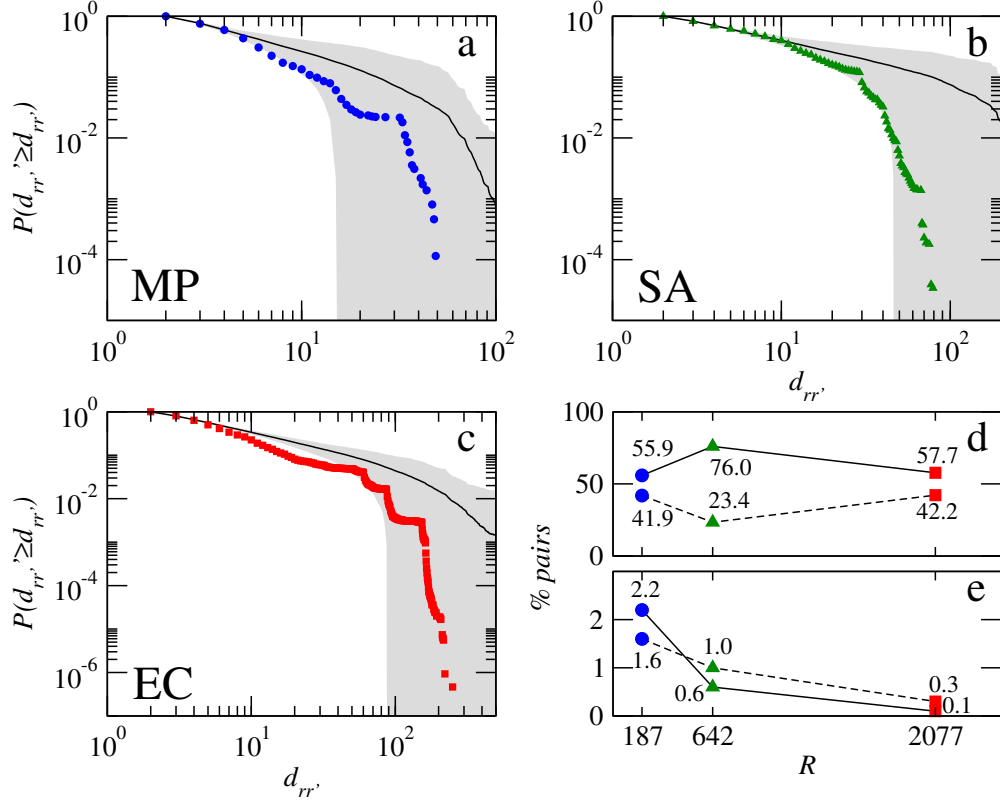 a
10^0
10^-2
10^-4
P(d_rr''≥d_rr')
MP
10^0 10^1 10^2
b
10^0
10^-2
10^-4
SA
10^0 10^1 10^2
d_rr'
c
10^0
10^-2
10^-4
10^-6
P(d_rr''≥d_rr')
EC
10^0 10^1 10^2
d_rr'
d
100
50
0
55.9
76.0
57.7
41.9
23.4
42.2
% pairs
e
2
1
0
2.2
1.6
1.0
0.6
0.3
0.1
187 642 2077
R